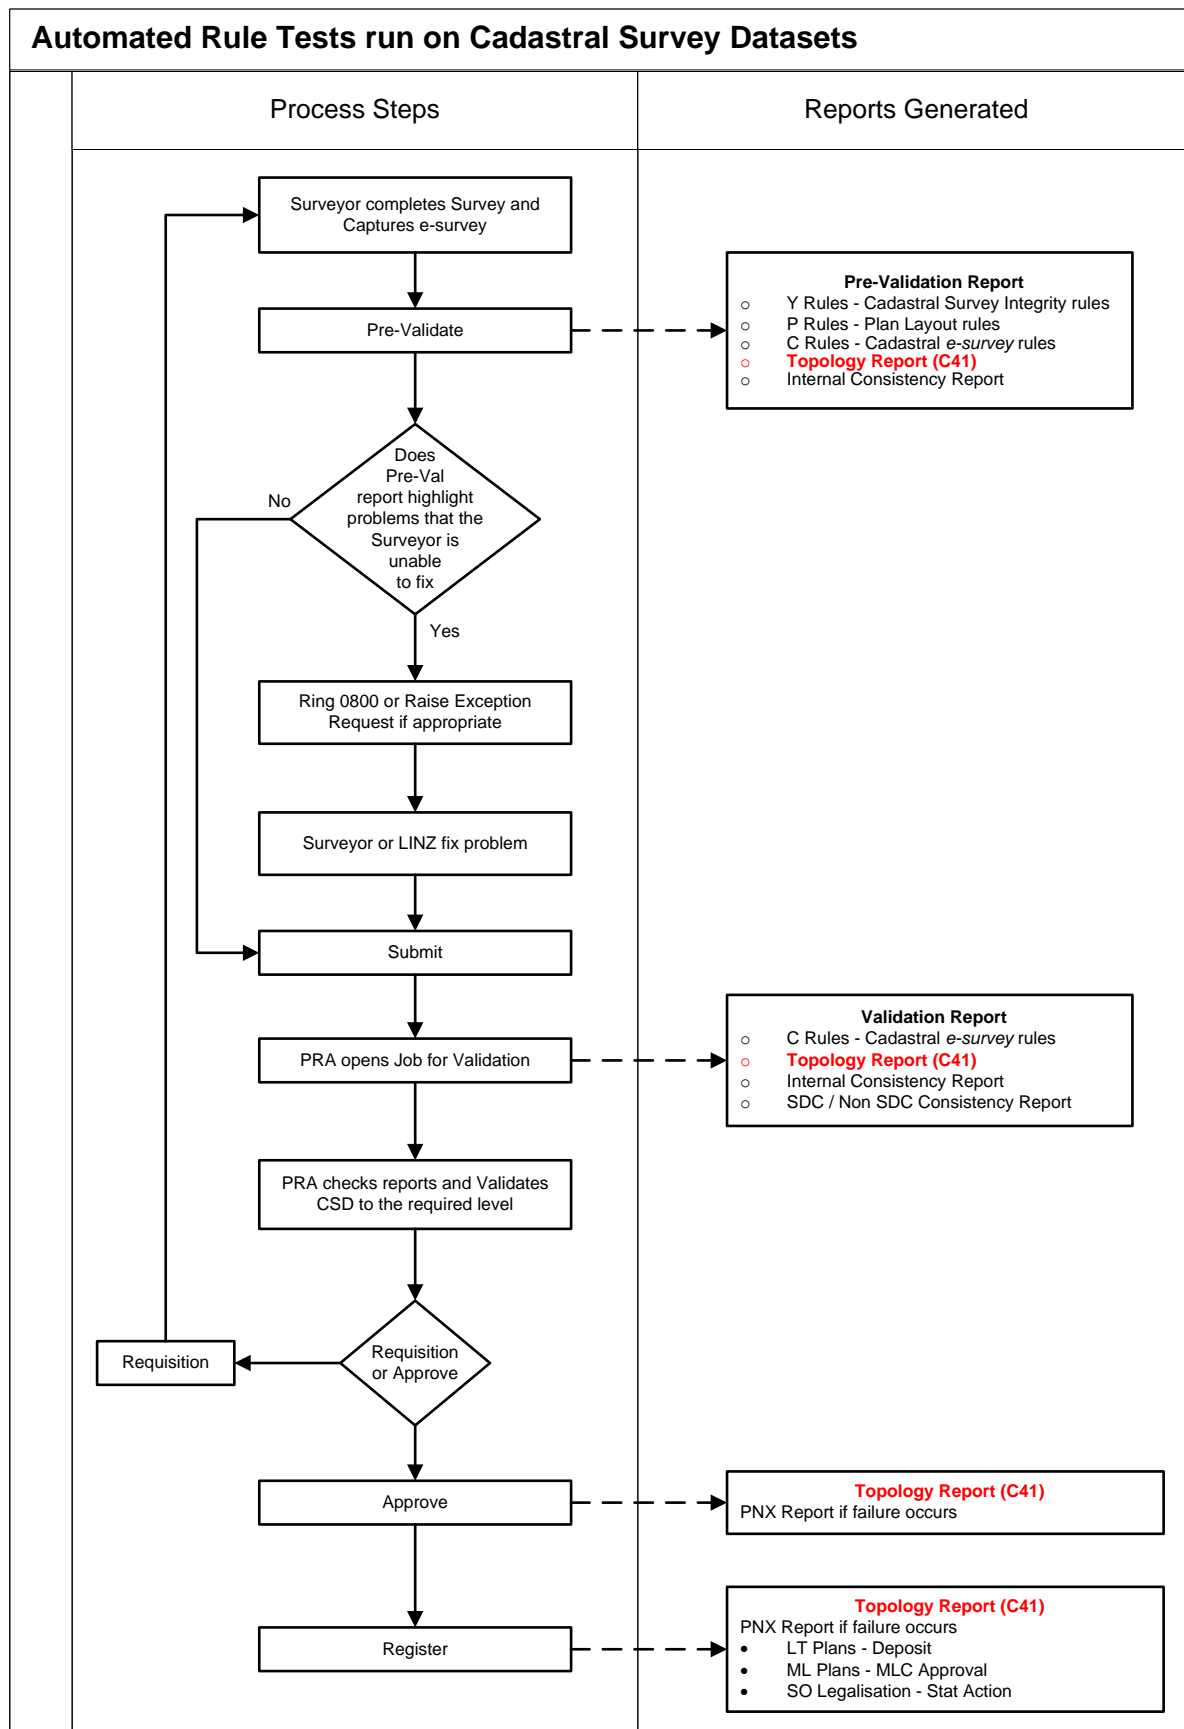 Automated Rule Tests run on Cadastral Survey Datasets
Process Steps
Reports Generated
Surveyor completes Survey and
Captures e-survey
Pre-Validate
Pre-Validation Report
o Y Rules - Cadastral Survey Integrity rules
o P Rules - Plan Layout rules
o C Rules - Cadastral e-survey rules
o Topology Report (C41)
o Internal Consistency Report
Does
Pre-Val
report highlight
problems that the
Surveyor is
unable
to fix
No
Yes
Ring 0800 or Raise Exception
Request if appropriate
Surveyor or LINZ fix problem
Submit
PRA opens Job for Validation
Validation Report
o C Rules - Cadastral e-survey rules
o Topology Report (C41)
o Internal Consistency Report
o SDC / Non SDC Consistency Report
PRA checks reports and Validates
CSD to the required level
Requisition
or Approve
Requisition
Approve
Topology Report (C41)
PNX Report if failure occurs
Register
Topology Report (C41)
PNX Report if failure occurs
• LT Plans - Deposit
• ML Plans - MLC Approval
• SO Legalisation - Stat Action